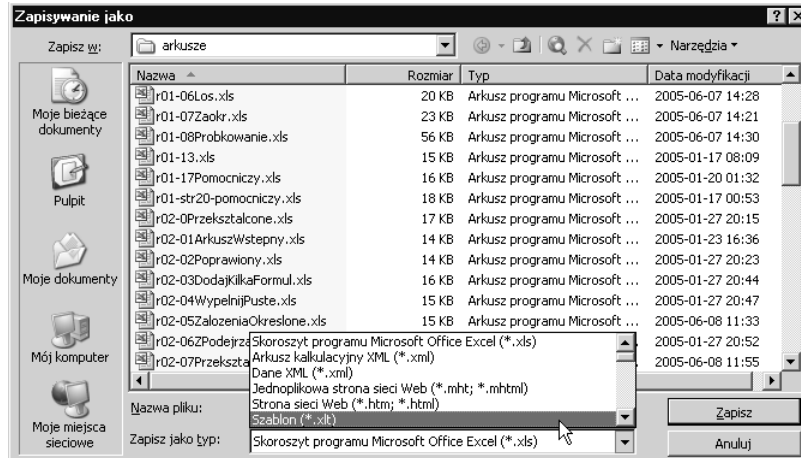 Zapisywanie jako
Zapisz w: arkusze Narzędzia
Moje bieżące dokumenty
Pulpit
Moje dokumenty
Mój komputer
Moje miejsca sieciowe
Nazwa Rozmiar Typ Data modyfikacji
r01-06Los.xls 20 KB Arkusz programu Microsoft ... 2005-06-07 14:28
r01-07Zaokr.xls 23 KB Arkusz programu Microsoft ... 2005-06-07 14:21
r01-08Probkowanie.xls 56 KB Arkusz programu Microsoft ... 2005-06-07 14:30
r01-13.xls 15 KB Arkusz programu Microsoft ... 2005-01-17 08:09
r01-17Pomocniczy.xls 16 KB Arkusz programu Microsoft ... 2005-01-20 01:32
r01-str20-pomocniczy.xls 18 KB Arkusz programu Microsoft ... 2005-01-17 00:53
r02-0Przeksztalcone.xls 17 KB Arkusz programu Microsoft ... 2005-01-27 20:15
r02-01ArkuszWstepny.xls 14 KB Arkusz programu Microsoft ... 2005-01-23 16:36
r02-02Poprawiony.xls 14 KB Arkusz programu Microsoft ... 2005-01-27 20:23
r02-03DodajKilkaFormul.xls 16 KB Arkusz programu Microsoft ... 2005-01-27 20:44
r02-04WypelnijPuste.xls 15 KB Arkusz programu Microsoft ... 2005-01-27 20:47
r02-05ZalozeniaOkreslone.xls 15 KB Arkusz programu Microsoft ... 2005-06-08 11:33
r02-06ZPodejrza 2005-01-27 20:52
r02-07Przekszta 2005-06-08 11:55
Skoroszyt programu Microsoft Office Excel (*.xls)
Arkusz kalkulacyjny XML (*.xml)
Dane XML (*.xml)
Jednoplikowa strona sieci Web (*.mht; *.mhtml)
Strona sieci Web (*.htm; *.html)
Szablon (*.xlt)
Nazwa pliku: Zapisz
Zapisz jako typ: Skoroszyt programu Microsoft Office Excel (*.xls) Anuluj